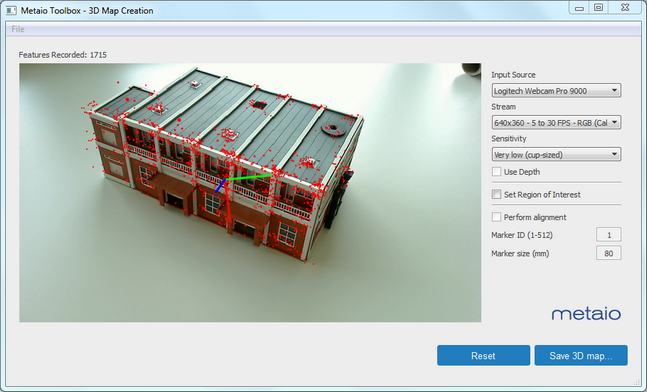 Metaio Toolbox - 3D Map Creation
File
Features Recorded: 1715
Input Source
Logitech Webcam Pro 9000
Stream
640x360 - 5 to 30 FPS - RGB (Cal
Sensitivity
Very low (cup-sized)
Use Depth
Set Region of Interest
Perform alignment
Marker ID (1-512) 1
Marker size (mm) 80
metaio
Reset Save 3D map...